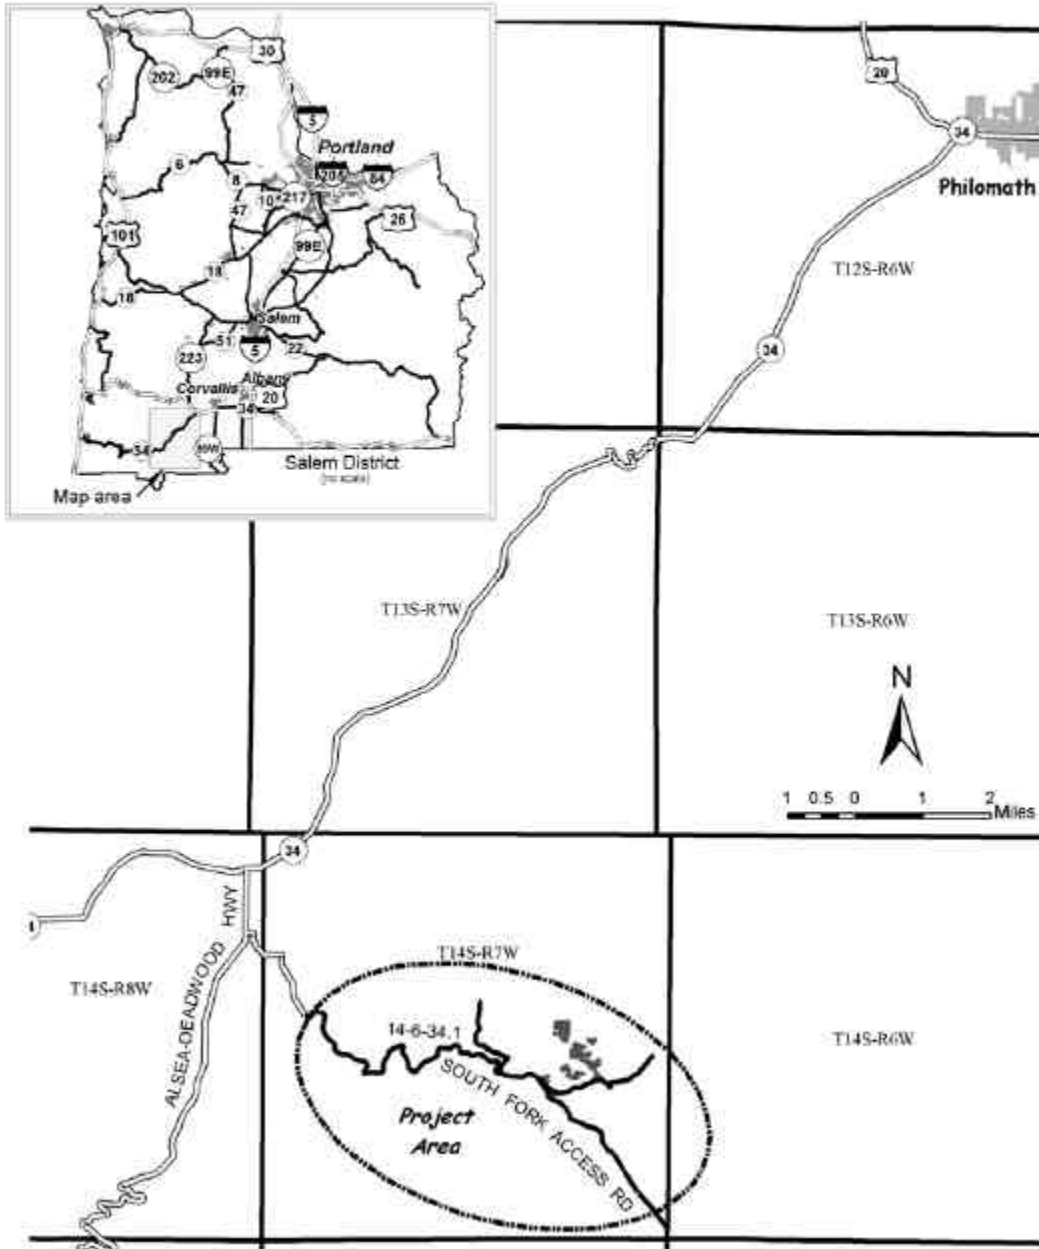 30
202
99E
47
5
Portland
6
205
84
8
10
217
47
26
101
99E
18
18
Salem
51
5
22
223
Albany
Corvallis
20
34
34
99W
Salem District
(no scale)
Map area
20
34
Philomath
T12S-R6W
34
T13S-R7W
T13S-R6W
N
1 0.5 0 1 2
Miles
34
HWY
ALSEA-DEADWOOD
T14S-R8W
T14S-R7W
14-6-34.1
T14S-R6W
SOUTH FORK ACCESS RD
Project
Area